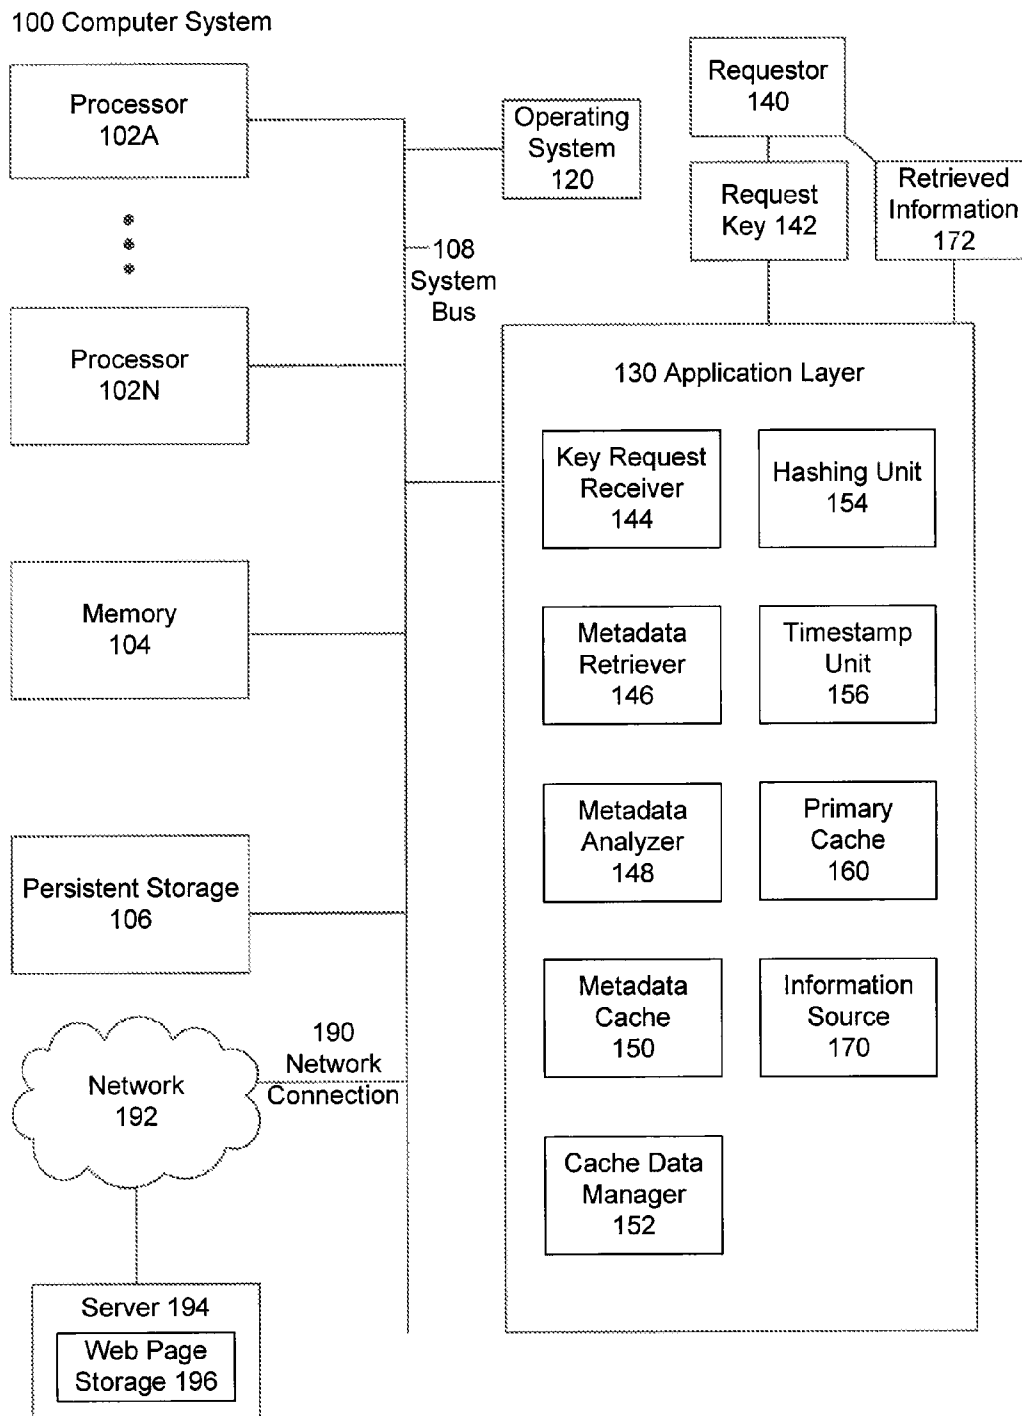 100 Computer System
Processor
102A
Processor
102N
Memory
104
Persistent Storage
106
Network
192
190
Network
Connection
Server 194
Web Page
Storage 196
108
System
Bus
Operating
System
120
Requestor
140
Request
Key 142
Retrieved
Information
172
130 Application Layer
Key Request
Receiver
144
Hashing Unit
154
Metadata
Retriever
146
Timestamp
Unit
156
Metadata
Analyzer
148
Primary
Cache
160
Metadata
Cache
150
Information
Source
170
Cache Data
Manager
152